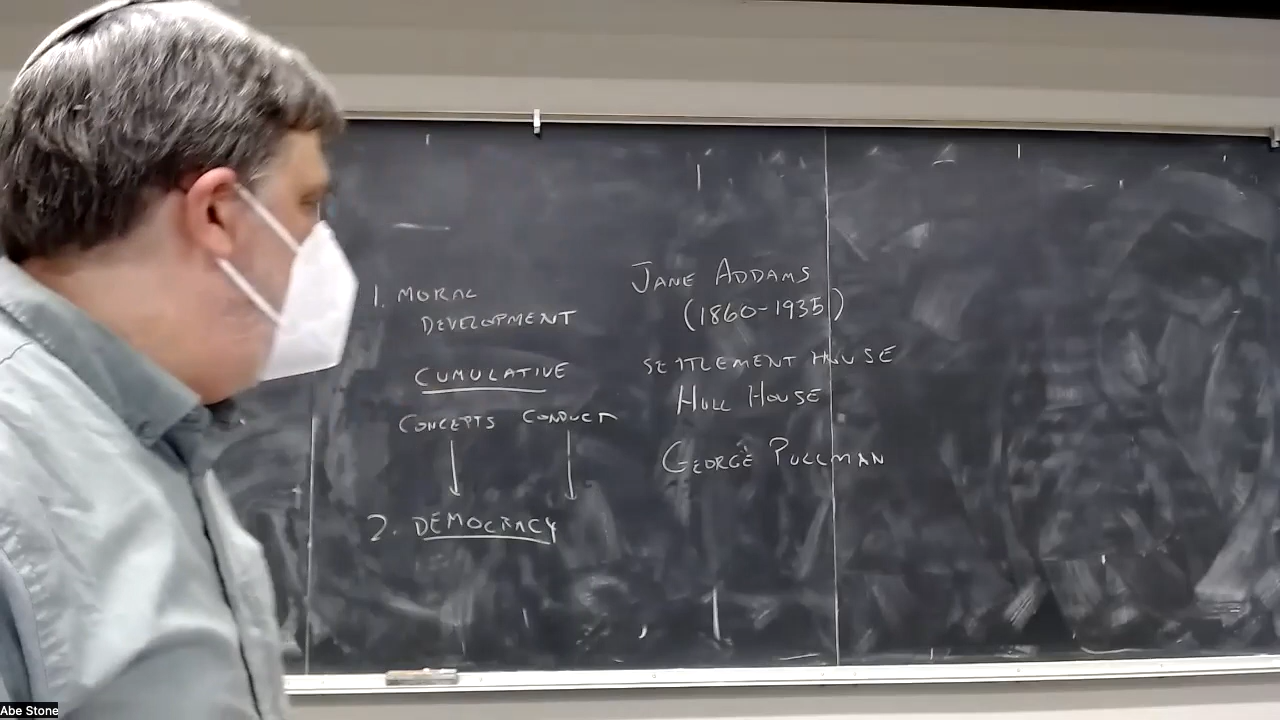 1. MORAL
DEVELOPMENT
CUMULATIVE
CONCEPTS CONDUCT
2. DEMOCRACY
JANE ADDAMS
(1860-1935)
SETTLEMENT HOUSE
HULL HOUSE
GEORGE PULLMAN
Abe Stone